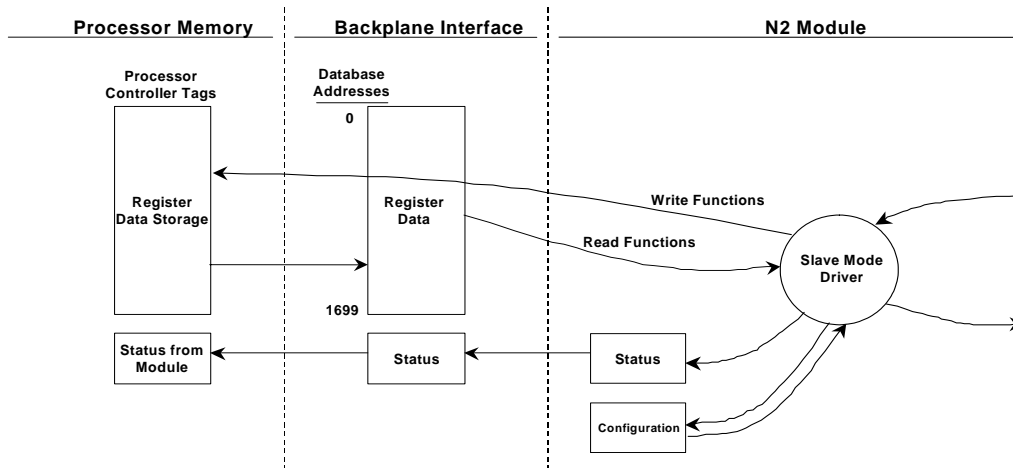 Processor Memory
Backplane Interface
N2 Module
Processor
Controller Tags
Database
Addresses
0
Register
Data Storage
Register
Data
Write Functions
Read Functions
Slave Mode
Driver
1699
Status from
Module
Status
Status
Configuration